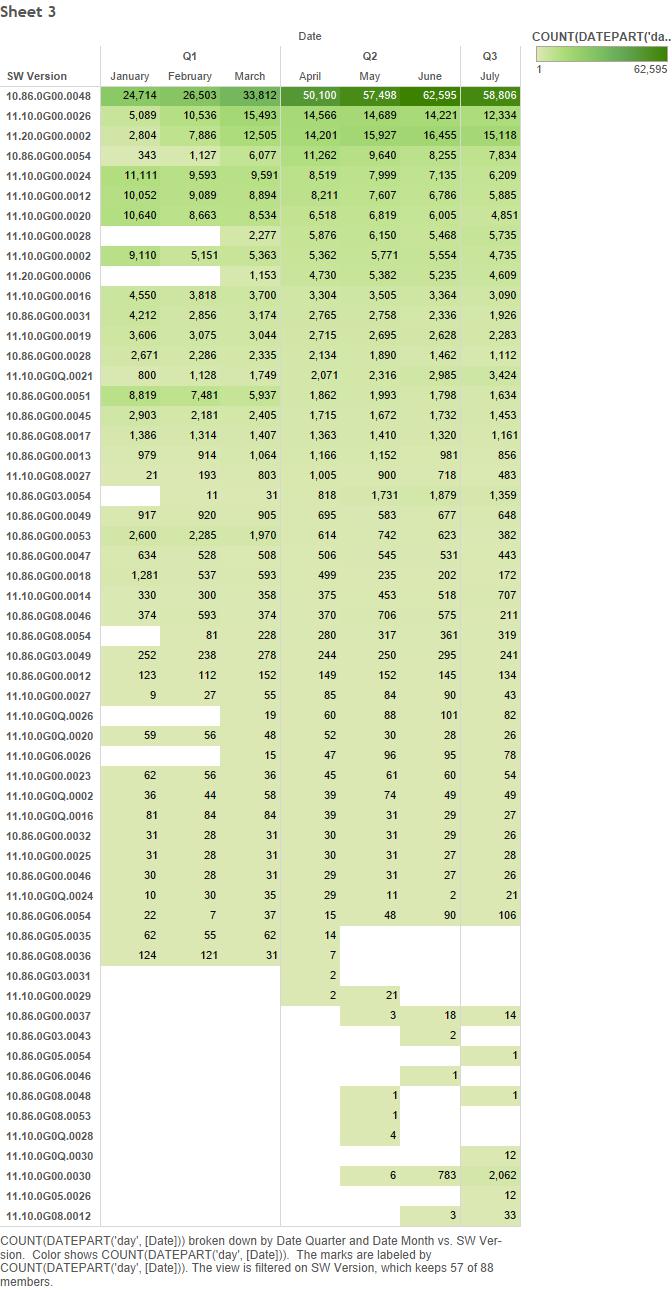 Sheet 3
Date
COUNT(DATEPART('da..
Q1 Q2 Q3
1 62,595
SW Version January February March April May June July
10.86.0G00.0048 24,714 26,503 33,812 50,100 57,498 62,595 58,806
11.10.0G00.0026 5,089 10,536 15,493 14,566 14,689 14,221 12,334
11.20.0G00.0002 2,804 7,886 12,505 14,201 15,927 16,455 15,118
10.86.0G00.0054 343 1,127 6,077 11,262 9,640 8,255 7,834
11.10.0G00.0024 11,111 9,593 9,591 8,519 7,999 7,135 6,209
11.10.0G00.0012 10,052 9,089 8,894 8,211 7,607 6,786 5,885
11.10.0G00.0020 10,640 8,663 8,534 6,518 6,819 6,005 4,851
11.10.0G00.0028 2,277 5,876 6,150 5,468 5,735
11.10.0G00.0002 9,110 5,151 5,363 5,362 5,771 5,554 4,735
11.20.0G00.0006 1,153 4,730 5,382 5,235 4,609
11.10.0G00.0016 4,550 3,818 3,700 3,304 3,505 3,364 3,090
10.86.0G00.0031 4,212 2,856 3,174 2,765 2,758 2,336 1,926
11.10.0G00.0019 3,606 3,075 3,044 2,715 2,695 2,628 2,283
10.86.0G00.0028 2,671 2,286 2,335 2,134 1,890 1,462 1,112
11.10.0G0Q.0021 800 1,128 1,749 2,071 2,316 2,985 3,424
10.86.0G00.0051 8,819 7,481 5,937 1,862 1,993 1,798 1,634
10.86.0G00.0045 2,903 2,181 2,405 1,715 1,672 1,732 1,453
10.86.0G08.0017 1,386 1,314 1,407 1,363 1,410 1,320 1,161
10.86.0G00.0013 979 914 1,064 1,166 1,152 981 856
11.10.0G08.0027 21 193 803 1,005 900 718 483
10.86.0G03.0054 11 31 818 1,731 1,879 1,359
10.86.0G00.0049 917 920 905 695 583 677 648
10.86.0G00.0053 2,600 2,285 1,970 614 742 623 382
10.86.0G00.0047 634 528 508 506 545 531 443
10.86.0G00.0018 1,281 537 593 499 235 202 172
11.10.0G00.0014 330 300 358 375 453 518 707
10.86.0G08.0046 374 593 374 370 706 575 211
10.86.0G08.0054 81 228 280 317 361 319
10.86.0G03.0049 252 238 278 244 250 295 241
10.86.0G00.0012 123 112 152 149 152 145 134
11.10.0G00.0027 9 27 55 85 84 90 43
11.10.0G0Q.0026 19 60 88 101 82
11.10.0G0Q.0020 59 56 48 52 30 28 26
11.10.0G06.0026 15 47 96 95 78
11.10.0G00.0023 62 56 36 45 61 60 54
11.10.0G0Q.0002 36 44 58 39 74 49 49
11.10.0G0Q.0016 81 84 84 39 31 29 27
10.86.0G00.0032 31 28 31 30 31 29 26
11.10.0G00.0025 31 28 31 30 31 27 28
10.86.0G00.0046 30 28 31 29 31 27 26
11.10.0G0Q.0024 10 30 35 29 11 2 21
10.86.0G06.0054 22 7 37 15 48 90 106
10.86.0G05.0035 62 55 62 14
10.86.0G08.0036 124 121 31 7
10.86.0G03.0031 2
11.10.0G00.0029 2 21
10.86.0G00.0037 3 18 14
10.86.0G03.0043 2
10.86.0G05.0054 1
10.86.0G06.0046 1
10.86.0G08.0048 1 1
10.86.0G08.0053 1
11.10.0G0Q.0028 4
11.10.0G0Q.0030 12
11.10.0G00.0030 6 783 2,062
11.10.0G05.0026 12
11.10.0G08.0012 3 33
COUNT(DATEPART('day', [Date])) broken down by Date Quarter and Date Month vs. SW Ver-
sion.  Color shows COUNT(DATEPART('day', [Date])).  The marks are labeled by
COUNT(DATEPART('day', [Date])). The view is filtered on SW Version, which keeps 57 of 88
members.